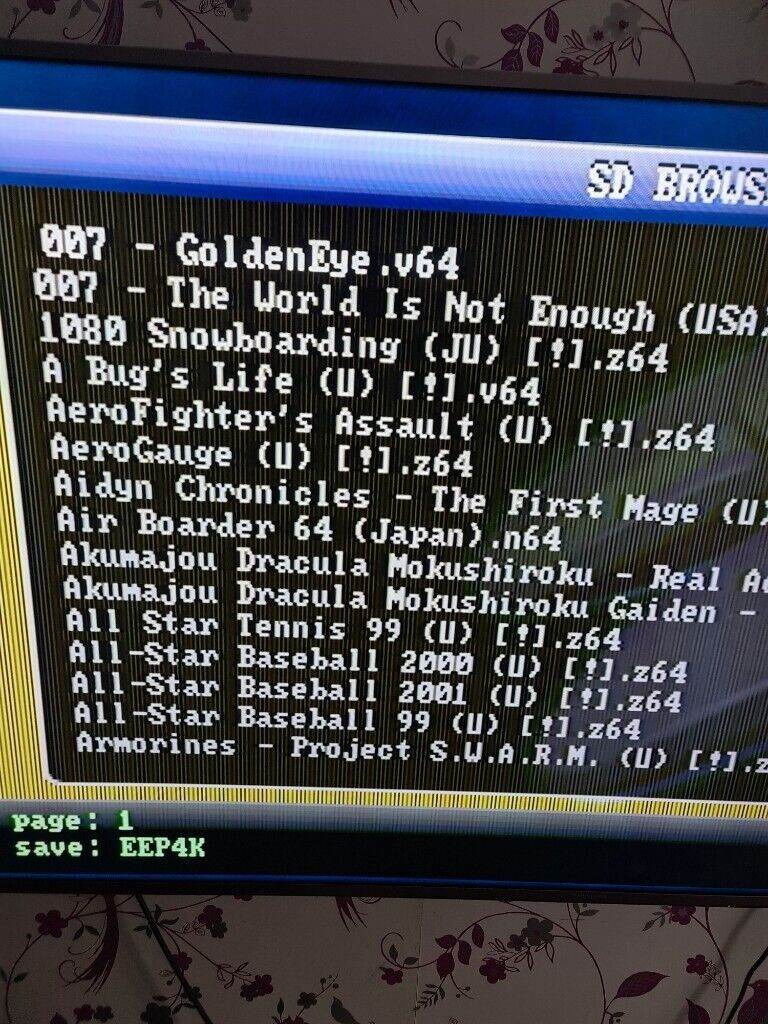 SD BROWS
007 - GoldenEye.v64
007 - The World Is Not Enough (USA)
1080 Snowboarding (JU) [!].z64
A Bug's Life (U) [!].v64
AeroFighter's Assault (U) [!].z64
AeroGauge (U) [!].z64
Aidyn Chronicles - The First Mage (U)
Air Boarder 64 (Japan).n64
Akumajou Dracula Mokushiroku - Real A
Akumajou Dracula Mokushiroku Gaiden -
All Star Tennis 99 (U) [!].z64
All-Star Baseball 2000 (U) [!].z64
All-Star Baseball 2001 (U) [!].z64
All-Star Baseball 99 (U) [!].z64
Armorines - Project S.W.A.R.M. (U) [!].z
page: 1
save: EEP4K